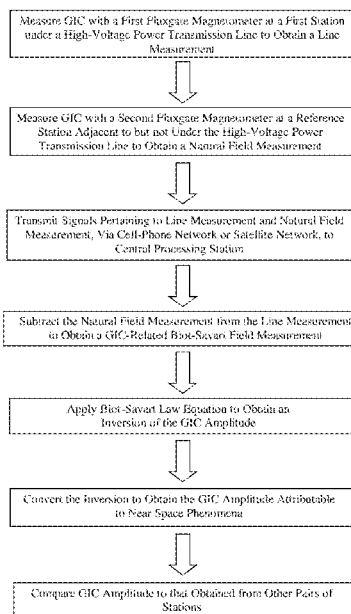 Measure GIC with a First Fluxgate Magnetometer at a First Station
under a High-Voltage Power Transmission Line to Obtain a Line
Measurement
Measure GIC with a Second Fluxgate Magnetometer at a Reference
Station Adjacent to but not Under the High-Voltage Power
Transmission Line to Obtain a Natural Field Measurement
Transmit Signals Pertaining to Line Measurement and Natural Field
Measurement, Via Cell-Phone Network or Satellite Network, to
Central Processing Station
Subtract the Natural Field Measurement from the Line Measurement
to Obtain a GIC-Related Biot-Savart Field Measurement
Apply Biot-Savart Law Equation to Obtain an
Inversion of the GIC Amplitude
Convert the Inversion to Obtain the GIC Amplitude Attributable
to Near Space Phenomena
Compare GIC Amplitude to that Obtained from Other Pairs of
Stations